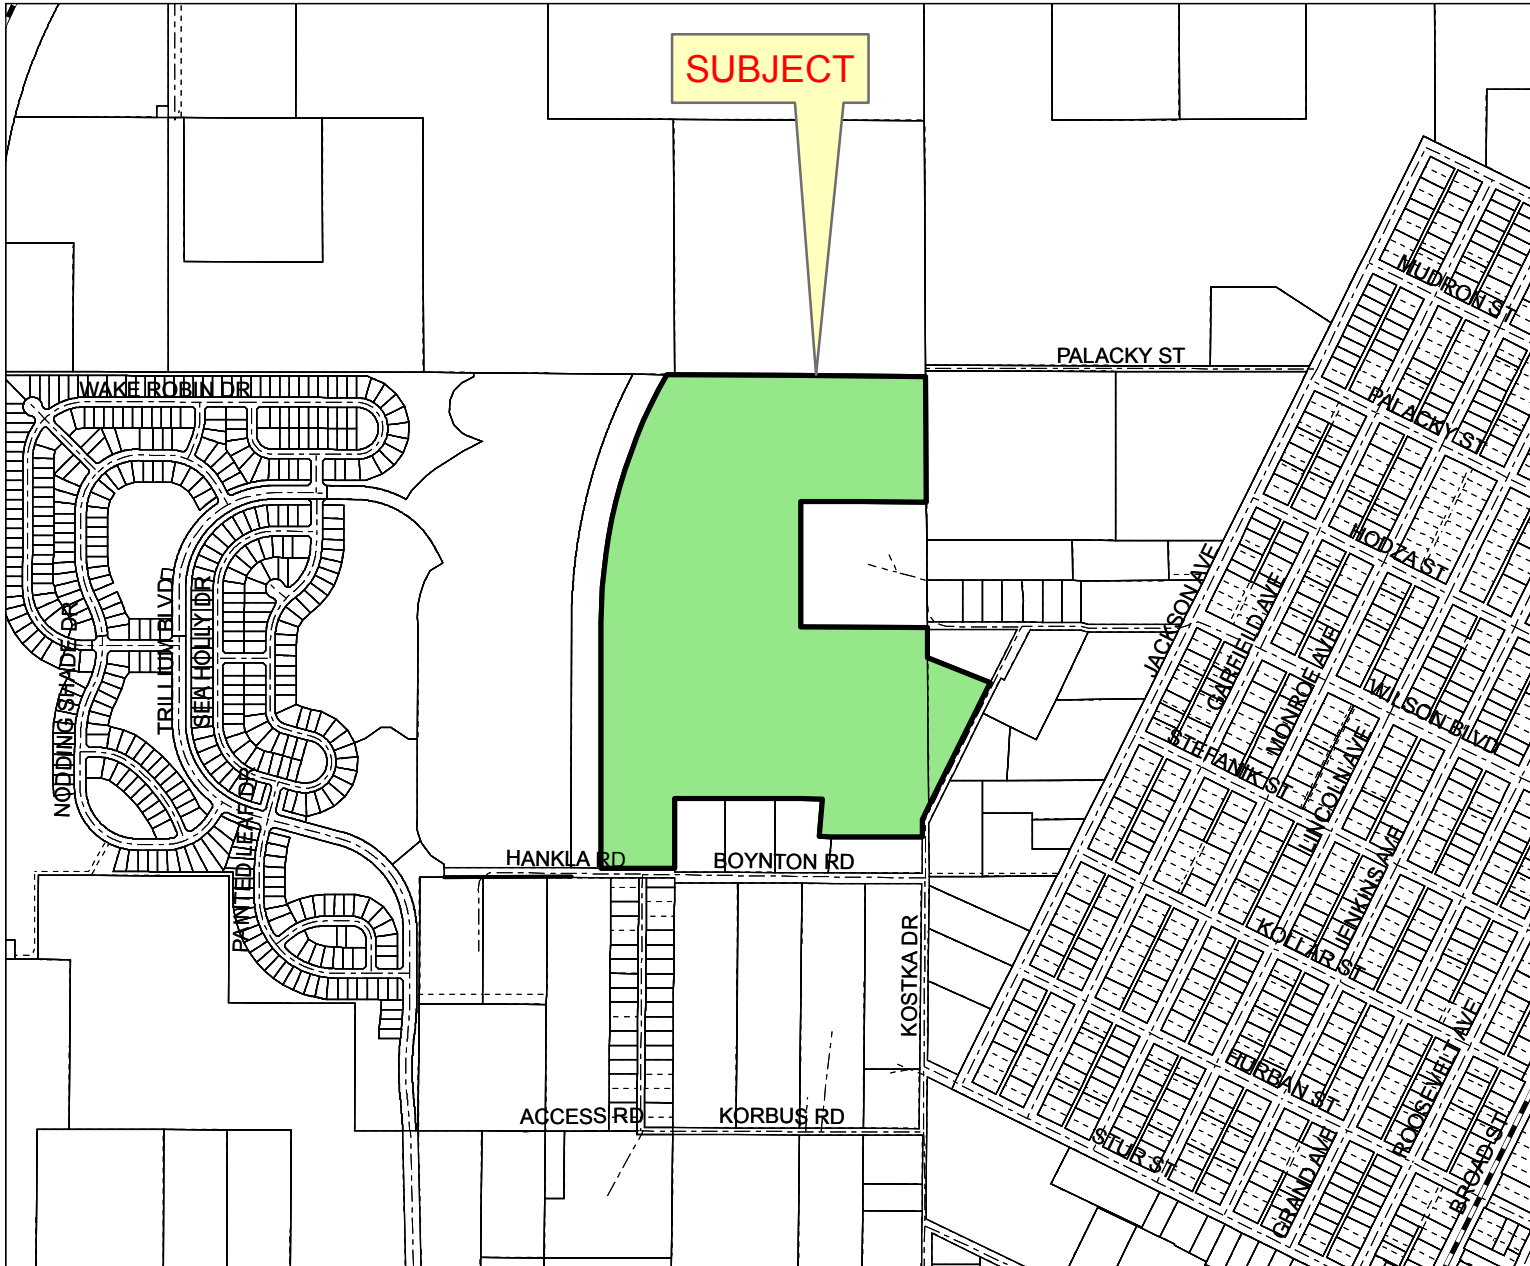 SUBJECT
MUDRON ST
PALACKY ST
WAKE ROBIN DR
PALACKY ST
HODZA ST
JACKSON AVE
GARFIELD AVE
MONROE AVE
NODDING SHADE DR
TRILLIUM BLVD
SEA HOLLY DR
WILSON BLVD
STEFANIK ST
LINCOLN AVE
PAINTED LEAF DR
HANKLA RD
BOYNTON RD
JENKINS AVE
KOLLAR ST
KOSTKA DR
HURBAN ST
ROOSEVELT AVE
ACCESS RD
KORBUS RD
STUR ST
GRAND AVE
BROAD ST